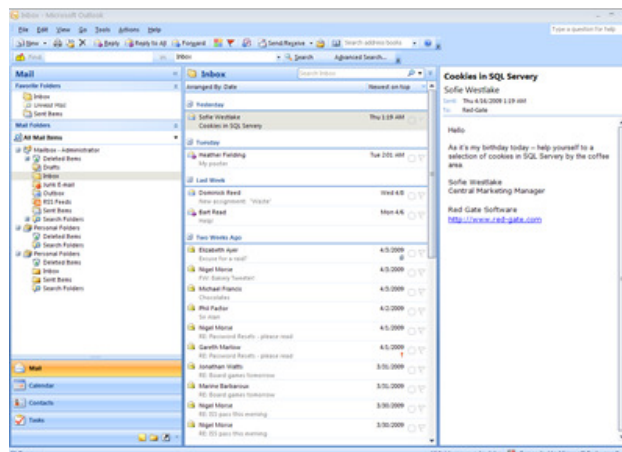 Inbox - Microsoft Outlook
File Edit View Go Tools Actions Help
Type a question for help
New Reply Reply to All Forward Send/Receive Search address books
Find Inbox Search Advanced Search...
Mail
Favorite Folders
Inbox
Unread Mail
Sent Items
Mail Folders
All Mail Items
Mailbox - Administrator
Deleted Items
Drafts
Inbox
Junk E-mail
Outbox
RSS Feeds
Sent Items
Search Folders
Personal Folders
Deleted Items
Search Folders
Personal Folders
Deleted Items
Inbox
Sent Items
Search Folders
Mail
Calendar
Contacts
Tasks
Inbox
Search Inbox
Arranged By: Date Newest on top
Yesterday
Sofie Westlake Thu 1:19 AM
Cookies in SQL Servery
Tuesday
Heather Fielding Tue 2:01 AM
My poster
Last Week
Dominick Reed Wed 4/8
New assignment: "Waste"
Bart Read Mon 4/6
Help!
Two Weeks Ago
Elizabeth Ayer 4/3/2009
Excuse for a veil?
Nigel Morse 4/3/2009
FW: Bakery Tweeter!
Michael Francis 4/3/2009
Chocolates
Phil Factor 4/2/2009
Nigel Morse 4/1/2009
RE: Password Resets - please read
Gareth Marlow 4/1/2009
RE: Password Resets - please read
Jonathan Watts 3/31/2009
RE: Board games tomorrow
Marine Barbaroux 3/31/2009
RE: Board games tomorrow
Nigel Morse 3/30/2009
RE: EES pass this morning
Nigel Morse 3/30/2009
RE: EES pass this morning
Cookies in SQL Servery
Sofie Westlake
Sent: Thu 4/16/2009 1:19 AM
To: Red-Gate
Hello
As it's my birthday today – help yourself to a
selection of cookies in SQL Servery by the coffee
area.
Sofie Westlake
Central Marketing Manager
Red Gate Software
http://www.red-gate.com